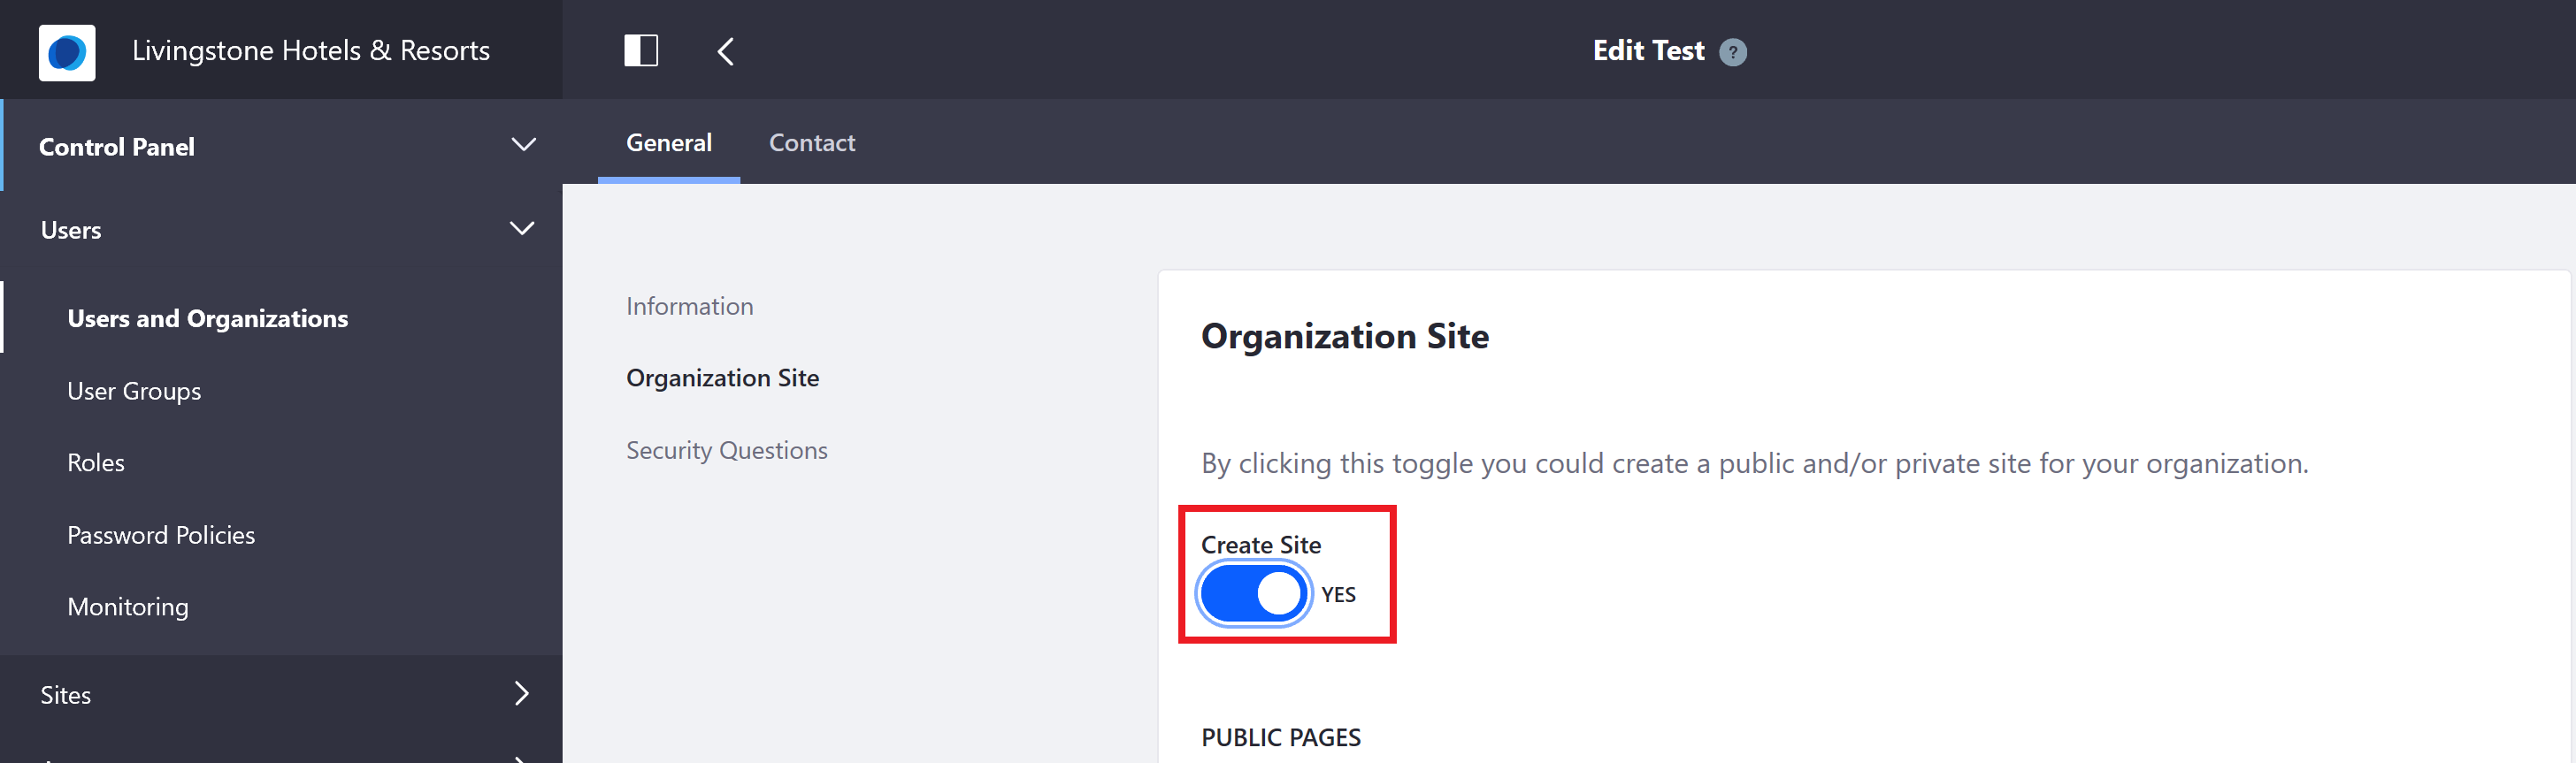 Livingstone Hotels & Resorts
Edit Test ?
Control Panel
General Contact
Users
Users and Organizations
User Groups
Roles
Password Policies
Monitoring
Sites
Information
Organization Site
Security Questions
Organization Site
By clicking this toggle you could create a public and/or private site for your organization.
Create Site
YES
PUBLIC PAGES